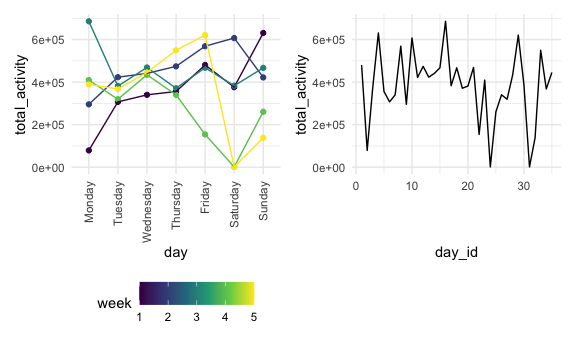 total_activity
6e+05
4e+05
2e+05
0e+00
Monday
Tuesday
Wednesday
Thursday
Friday
Saturday
Sunday
day
week
1 2 3 4 5
total_activity
6e+05
4e+05
2e+05
0e+00
0 10 20 30
day_id